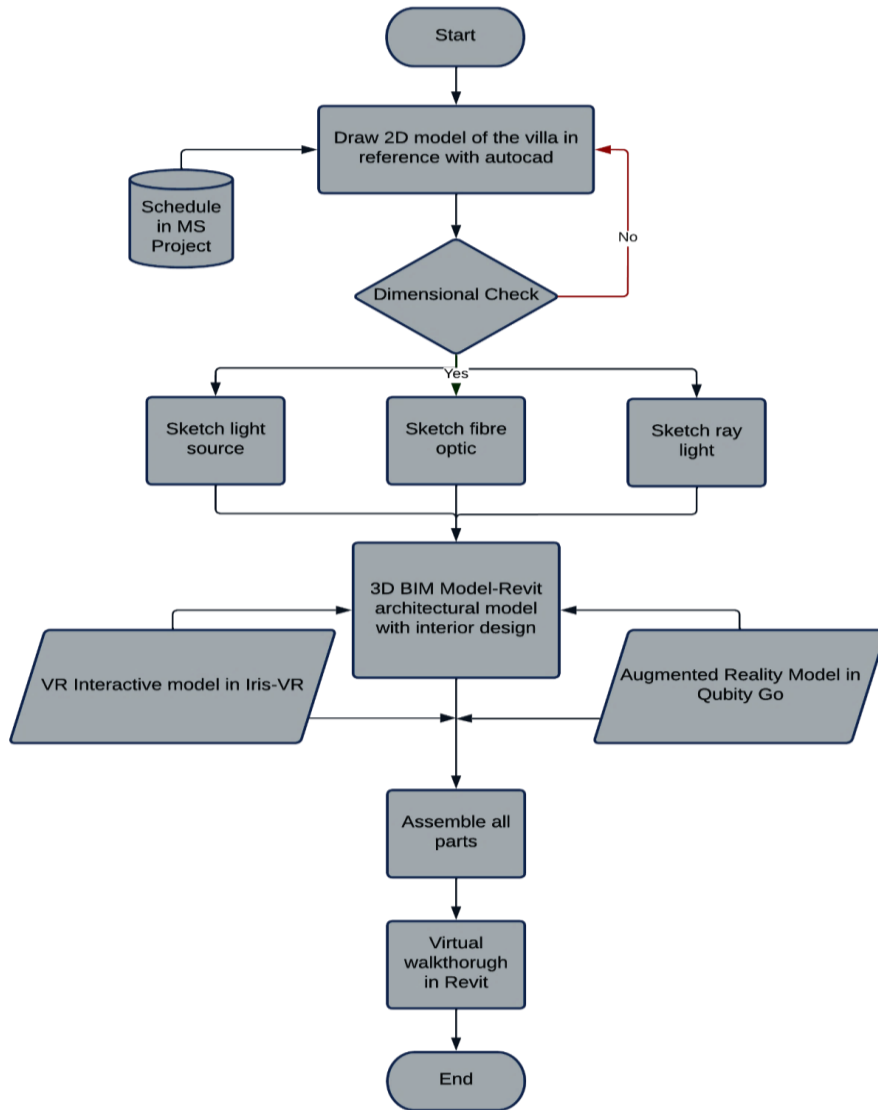 Start
Draw 2D model of the villa in
reference with autocad
Schedule
in MS
Project
No
Dimensional Check
Yes
Sketch light
source
Sketch fibre
optic
Sketch ray
light
3D BIM Model-Revit
architectural model
with interior design
VR Interactive model in Iris-VR
Augmented Reality Model in
Qubity Go
Assemble all
parts
Virtual
walkthorugh
in Revit
End